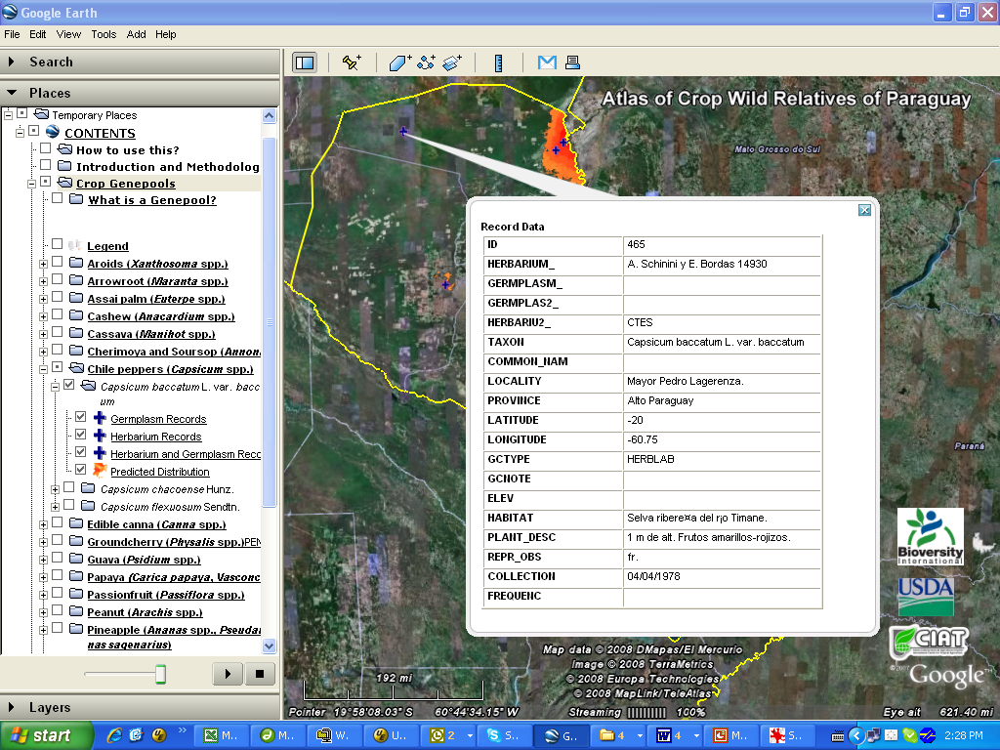 Google Earth
File Edit View Tools Add Help
Search
Places
Temporary Places
CONTENTS
How to use this?
Introduction and Methodolog
Crop Genepools
What is a Genepool?
Legend
Aroids (Xanthosoma spp.)
Arrowroot (Maranta spp.)
Assai palm (Euterpe spp.)
Cashew (Anacardium spp.)
Cassava (Manihot spp.)
Cherimoya and Soursop (Annon
Chile peppers (Capsicum spp.)
Capsicum baccatum L. var. bacc
um
Germplasm Records
Herbarium Records
Herbarium and Germplasm Reco
Predicted Distribution
Capsicum chacoense Hunz.
Capsicum flexuosum Sendtn.
Edible canna (Canna spp.)
Groundcherry (Physalis spp.)PEN
Guava (Psidium spp.)
Papaya (Carica papaya, Vasconc
Passionfruit (Passiflora spp.)
Peanut (Arachis spp.)
Pineapple (Ananas spp., Pseuda
nas sagenarius)
Layers
Atlas of Crop Wild Relatives of Paraguay
Mato Grosso do Sul
Paraná
Record Data
ID 465
HERBARIUM_ A. Schinini y E. Bordas 14930
GERMPLASM_
GERMPLAS2_
HERBARIU2_ CTES
TAXON Capsicum baccatum L. var. baccatum
COMMON_NAM
LOCALITY Mayor Pedro Lagerenza.
PROVINCE Alto Paraguay
LATITUDE -20
LONGITUDE -60.75
GCTYPE HERBLAB
GCNOTE
ELEV
HABITAT Selva ribere¤a del r¡o Timane.
PLANT_DESC 1 m de alt. Frutos amarillos-rojizos.
REPR_OBS fr.
COLLECTION 04/04/1978
FREQUENC
Bioversity
International
USDA
CIAT
©2007 Google™
Map data © 2008 DMapas/El Mercurio
Image © 2008 TerraMetrics
© 2008 Europa Technologies
© 2008 MapLink/TeleAtlas
192 mi
Pointer 19°58'08.03" S 60°44'34.15" W Streaming |||||||||| 100% Eye alt 621.40 mi
start M... M... W... U... 2 S... G.. 4 4 M... S... 2:28 PM